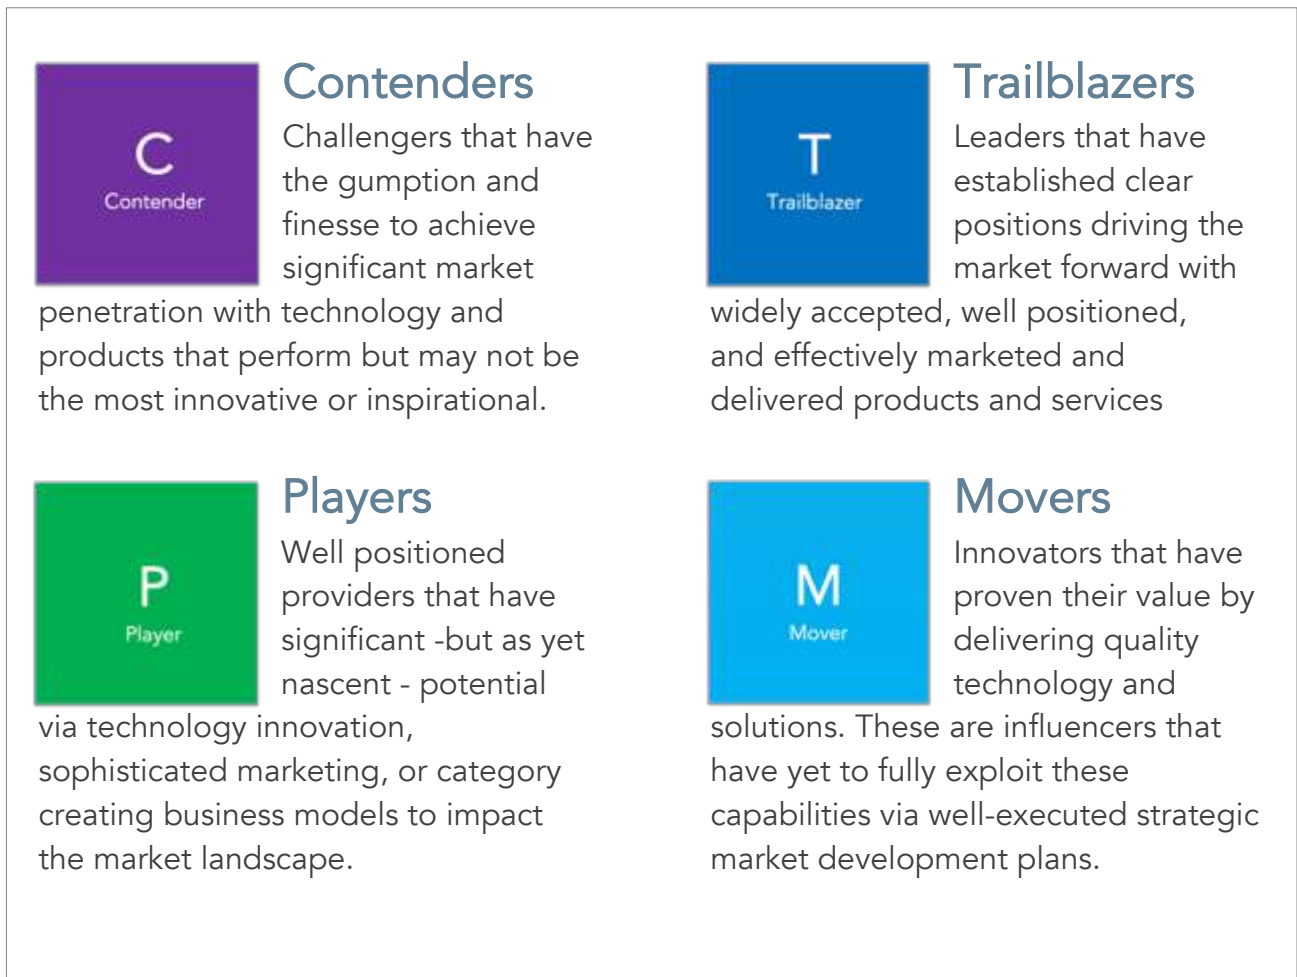 C
Contender
Contenders
Challengers that have
the gumption and
finesse to achieve
significant market
penetration with technology and
products that perform but may not be
the most innovative or inspirational.
T
Trailblazer
Trailblazers
Leaders that have
established clear
positions driving the
market forward with
widely accepted, well positioned,
and effectively marketed and
delivered products and services
P
Player
Players
Well positioned
providers that have
significant -but as yet
nascent - potential
via technology innovation,
sophisticated marketing, or category
creating business models to impact
the market landscape.
M
Mover
Movers
Innovators that have
proven their value by
delivering quality
technology and
solutions. These are influencers that
have yet to fully exploit these
capabilities via well-executed strategic
market development plans.